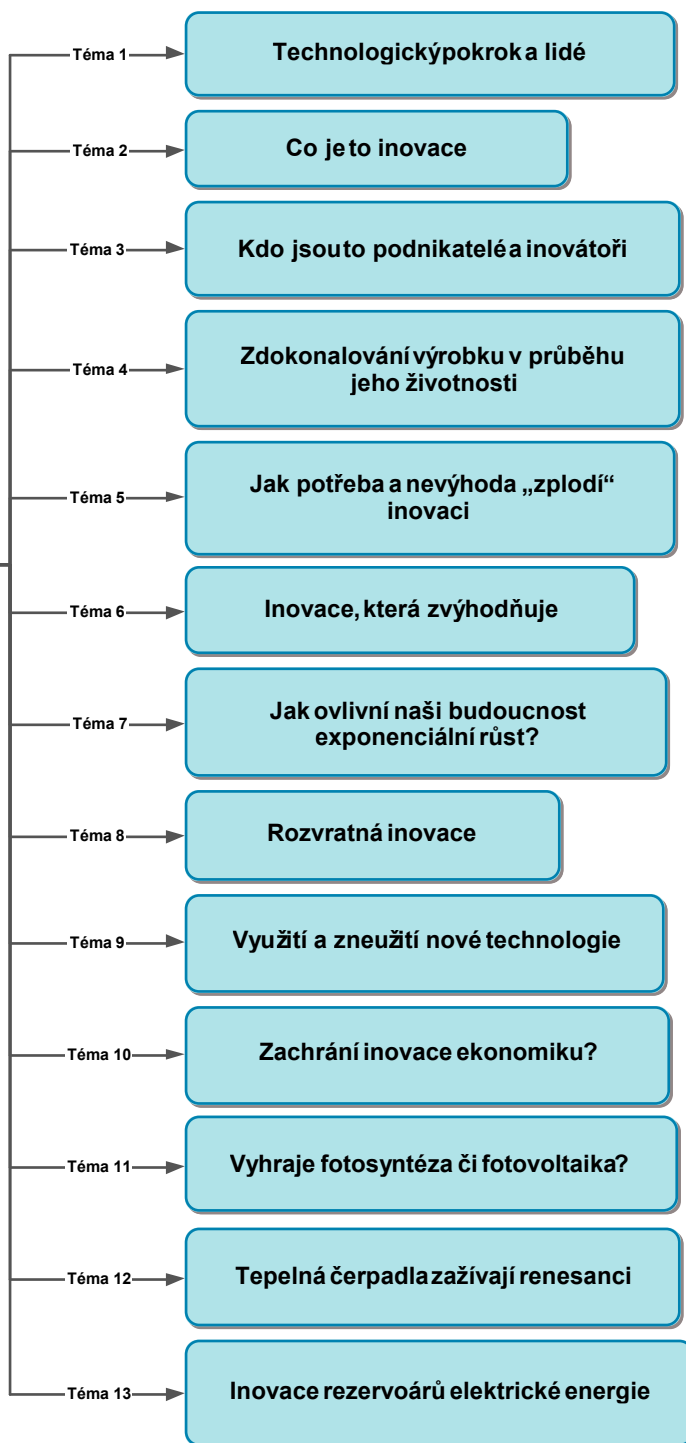 Téma 1
Technologickýpokrok a lidé
Téma 2
Co je to inovace
Téma 3
Kdo jsou to podnikatelé a inovátoři
Téma 4
Zdokonalování výrobku v průběhu
jeho životnosti
Téma 5
Jak potřeba a nevýhoda „zplodí“
inovaci
Téma 6
Inovace, která zvýhodňuje
Téma 7
Jak ovlivní naši budoucnost
exponenciální růst?
Téma 8
Rozvratná inovace
Téma 9
Využití a zneužití nové technologie
Téma 10
Zachrání inovace ekonomiku?
Téma 11
Vyhraje fotosyntéza či fotovoltaika?
Téma 12
Tepelná čerpadla zažívají renesanci
Téma 13
Inovace rezervoárů elektrické energie